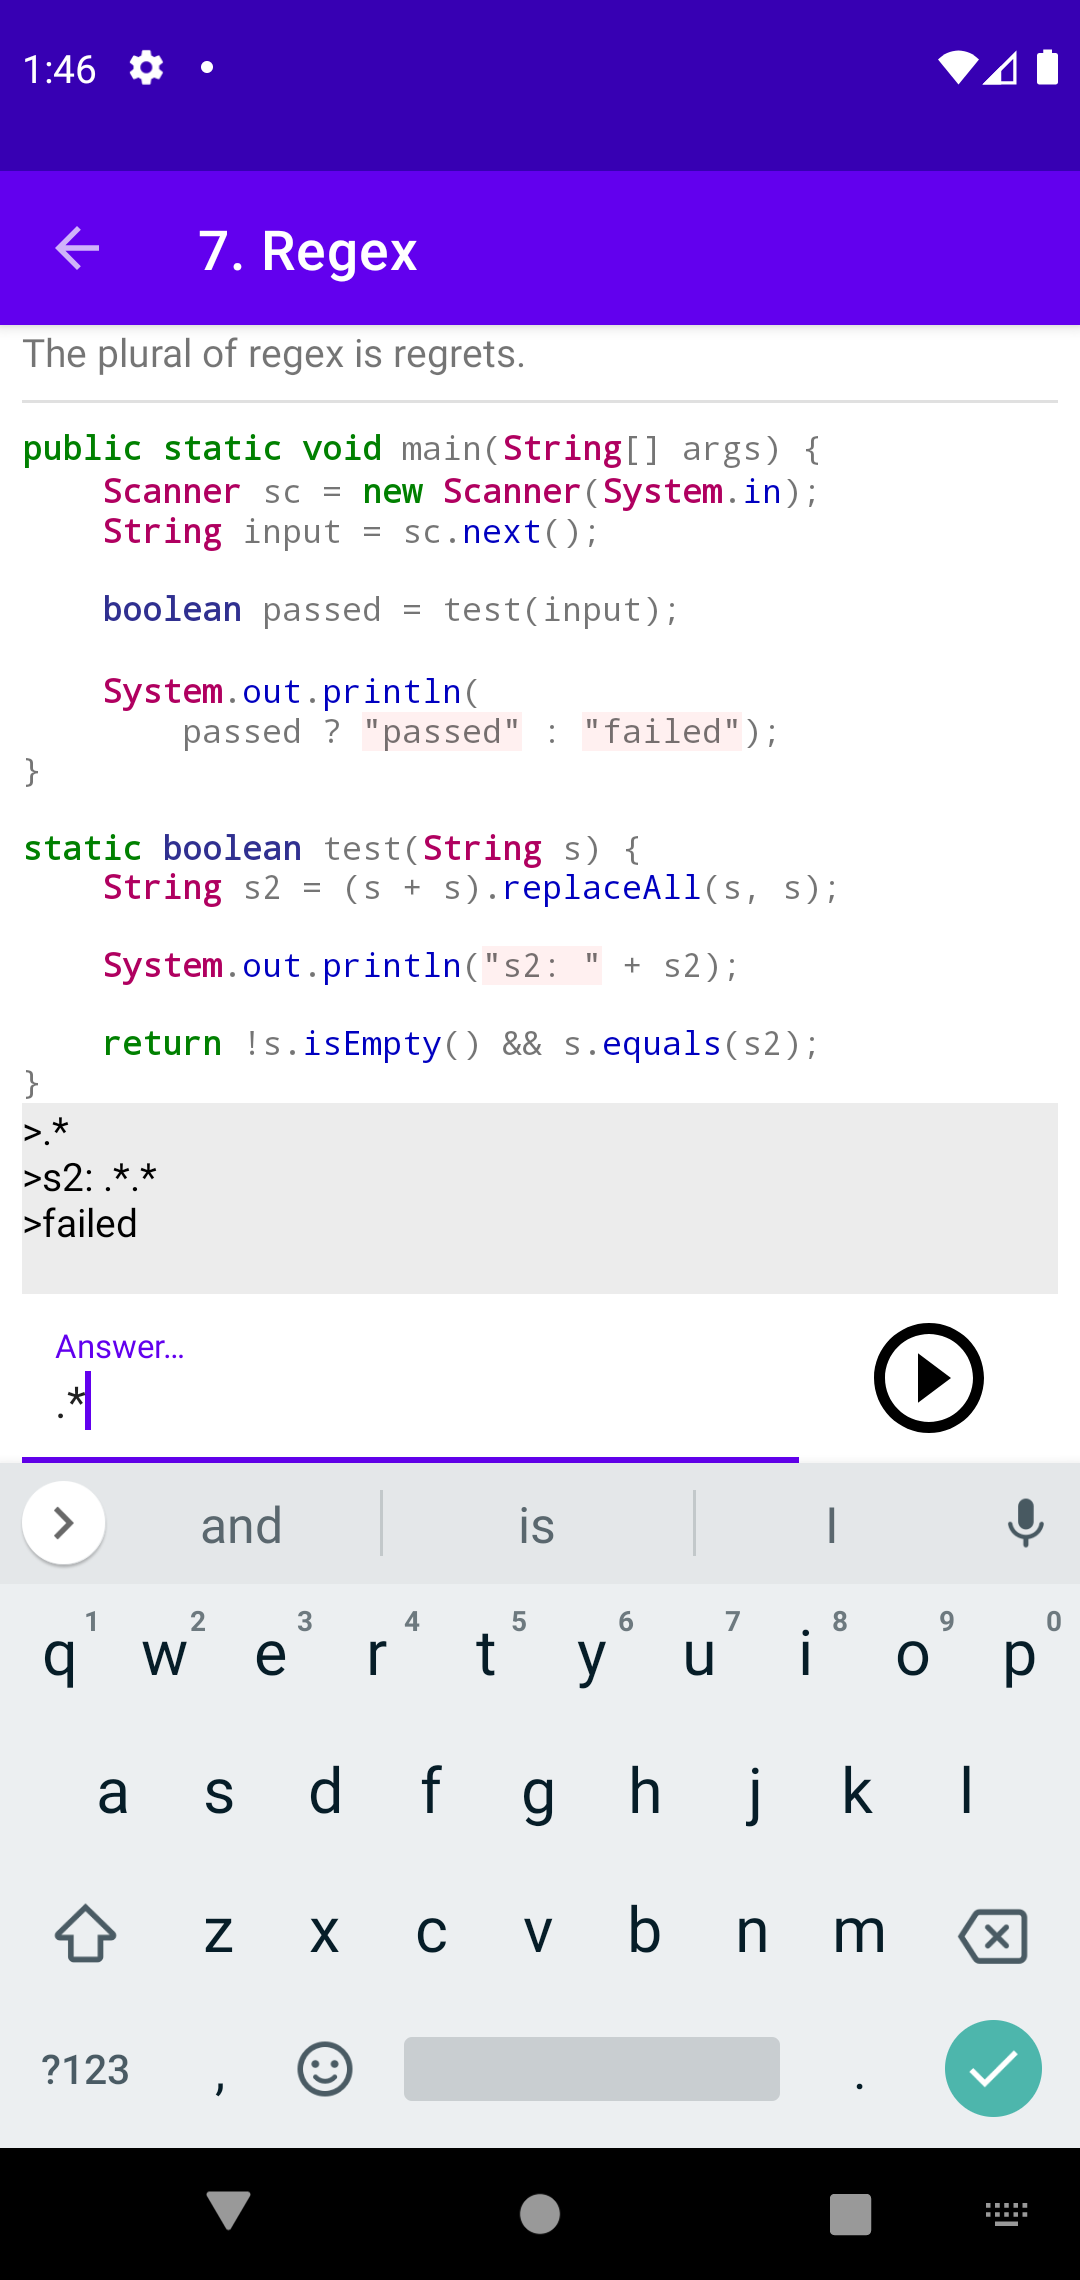 1:46
7. Regex
The plural of regex is regrets.
public static void main(String[] args) {
    Scanner sc = new Scanner(System.in);
    String input = sc.next();
    boolean passed = test(input);
    System.out.println(
        passed ? "passed" : "failed");
}
static boolean test(String s) {
    String s2 = (s + s).replaceAll(s, s);
    System.out.println("s2: " + s2);
    return !s.isEmpty() && s.equals(s2);
}
>.*
>s2: .*.*
>failed
Answer...
.*
and is I
1 2 3 4 5 6 7 8 9 0
q w e r t y u i o p
a s d f g h j k l
z x c v b n m
?123 , .